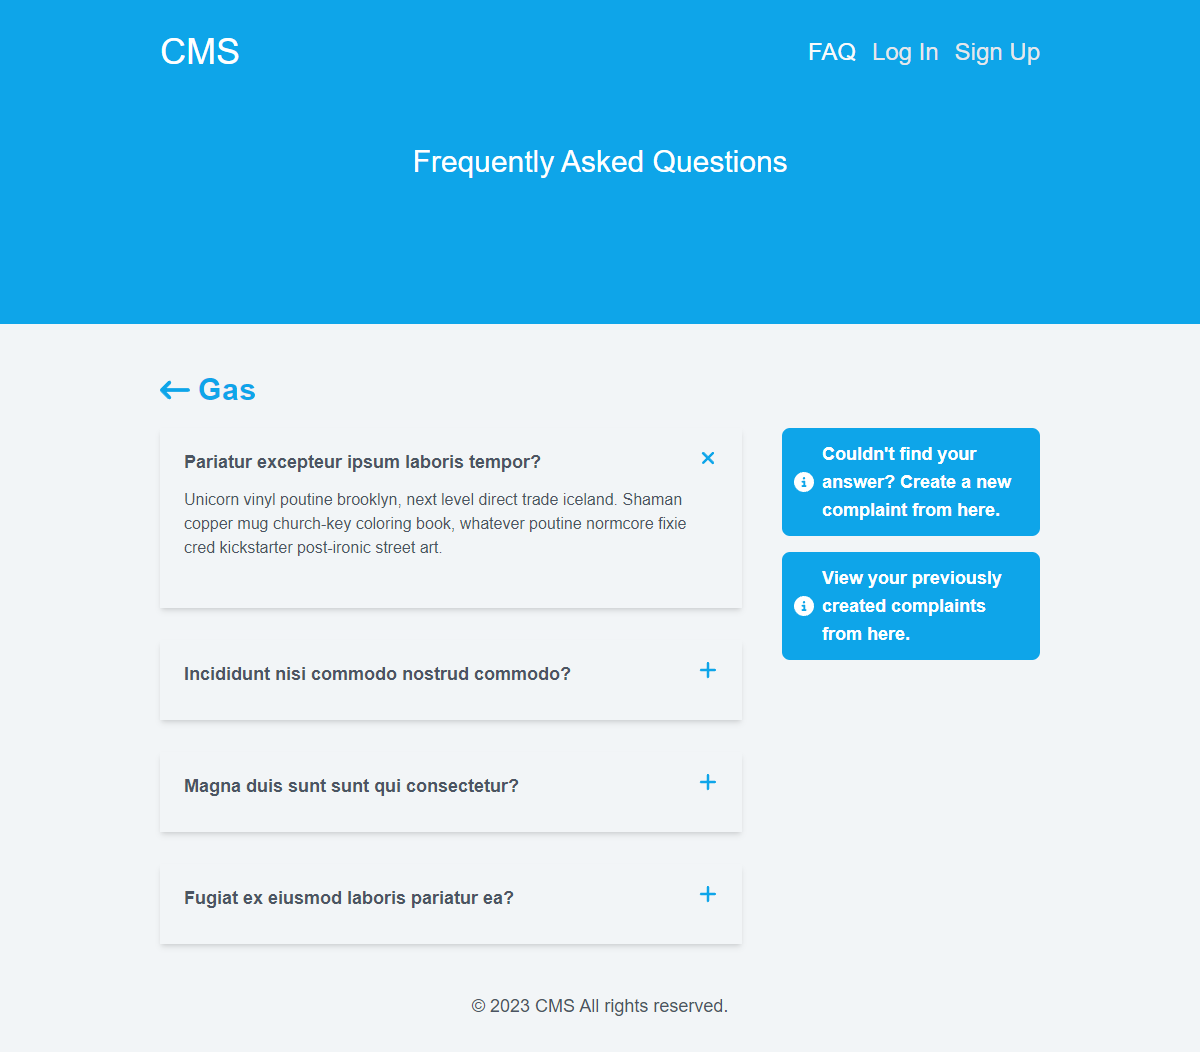 CMS
FAQ Log In Sign Up
Frequently Asked Questions
Gas
Pariatur excepteur ipsum laboris tempor?
Unicorn vinyl poutine brooklyn, next level direct trade iceland. Shaman
copper mug church-key coloring book, whatever poutine normcore fixie
cred kickstarter post-ironic street art.
Incididunt nisi commodo nostrud commodo?
Magna duis sunt sunt qui consectetur?
Fugiat ex eiusmod laboris pariatur ea?
Couldn't find your
answer? Create a new
complaint from here.
View your previously
created complaints
from here.
© 2023 CMS All rights reserved.